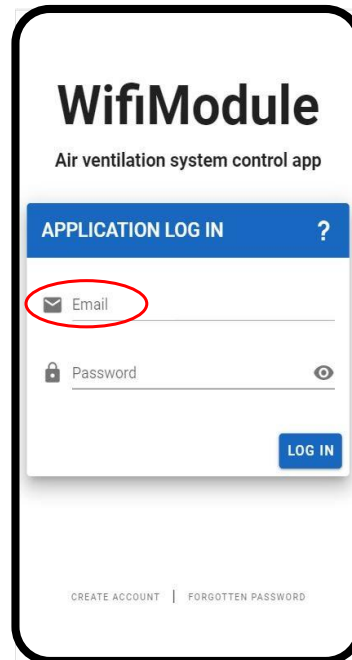 WifiModule
Air ventilation system control app
APPLICATION LOG IN ?
Email
Password
LOG IN
CREATE ACCOUNT | FORGOTTEN PASSWORD